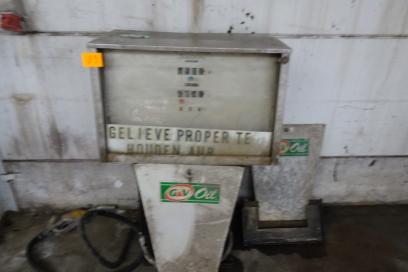 GELIEVE PROPER TE
HOUDEN AUB
G&V Oil
G&V Oil